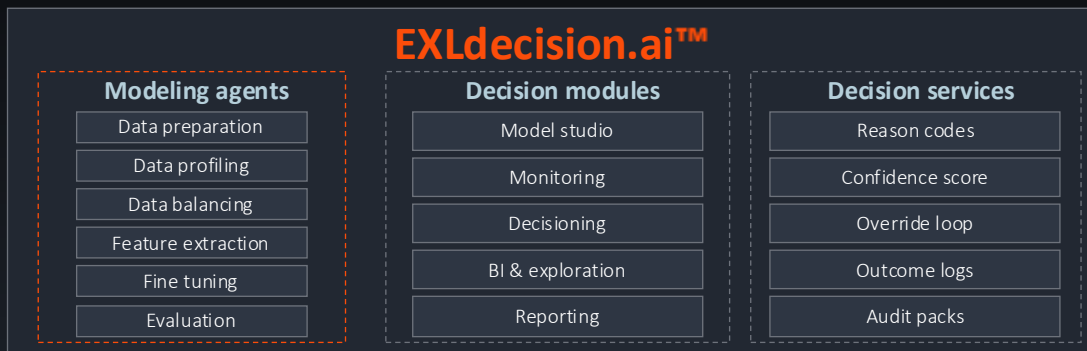 EXLdecision.ai™
Modeling agents
Data preparation
Data profiling
Data balancing
Feature extraction
Fine tuning
Evaluation
Decision modules
Model studio
Monitoring
Decisioning
BI & exploration
Reporting
Decision services
Reason codes
Confidence score
Override loop
Outcome logs
Audit packs